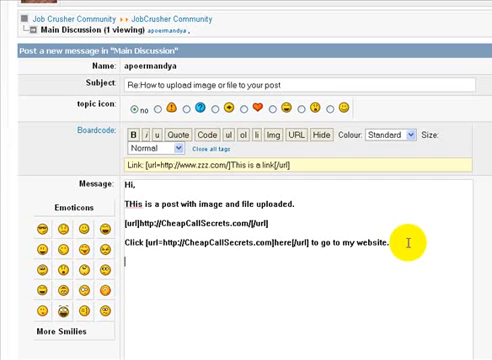 Job Crusher Community JobCrusher Community
Main Discussion (1 viewing) apoermandya ,
Post a new message in "Main Discussion"
Name: apoermandya
Subject: Re:How to upload image or file to your post
topic icon: no
Boardcode: B i u Quote Code ul ol li Img URL Hide Colour: Standard Size:
Normal Close all tags
Link: [url=http://www.zzz.com/]This is a link[/url]
Message: Hi,
THis is a post with image and file uploaded.
Emoticons
[url]http://CheapCallSecrets.com/[/url]
Click [url=http://CheapCallSecrets.com]here[/url] to go to my website.
More Smilies